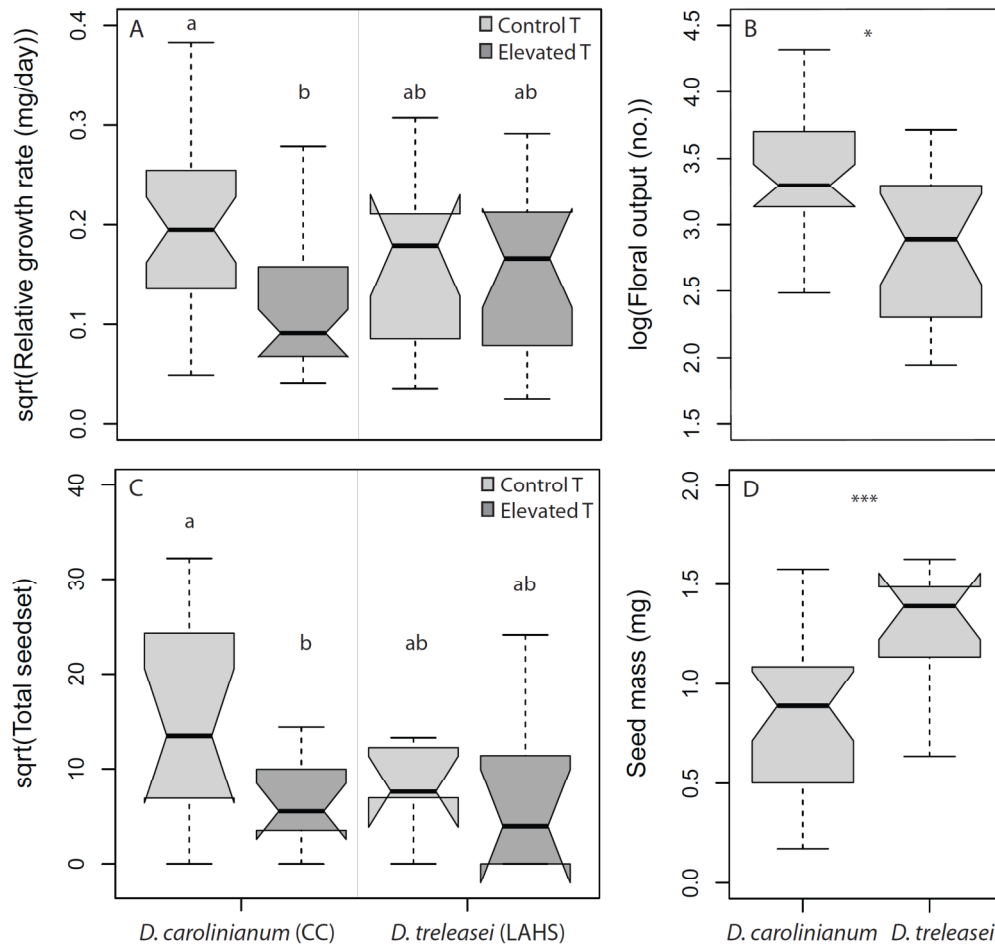 A
Control T
Elevated T
a
b
ab
ab
sqrt(Relative growth rate (mg/day))
0.4
0.3
0.2
0.1
0.0
B
*
log(Floral output (no.))
4.5
4.0
3.5
3.0
2.5
2.0
1.5
C
Control T
Elevated T
a
b
ab
ab
sqrt(Total seedset)
40
30
20
10
0
D. carolinianum (CC)
D. treleasei (LAHS)
D
***
Seed mass (mg)
2.0
1.5
1.0
0.5
0.0
D. carolinianum
D. treleasei